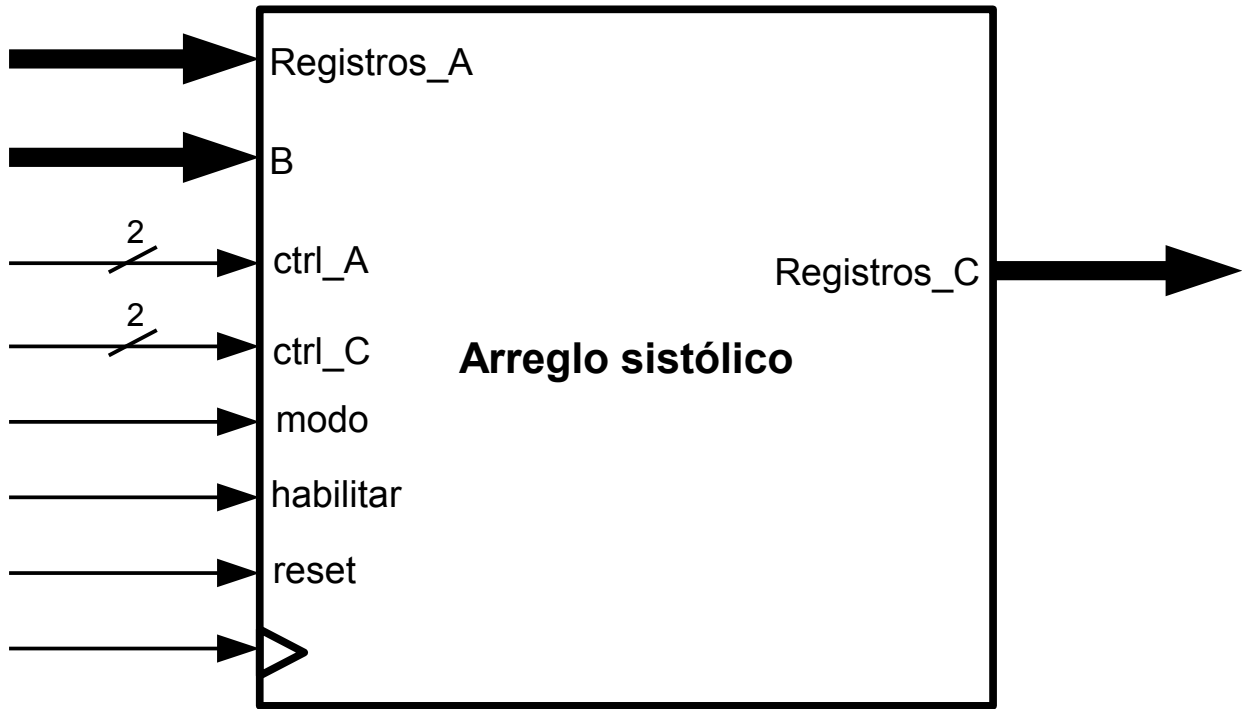 Registros_A
B
2
ctrl_A
Registros_C
2
ctrl_C
Arreglo sistólico
modo
habilitar
reset